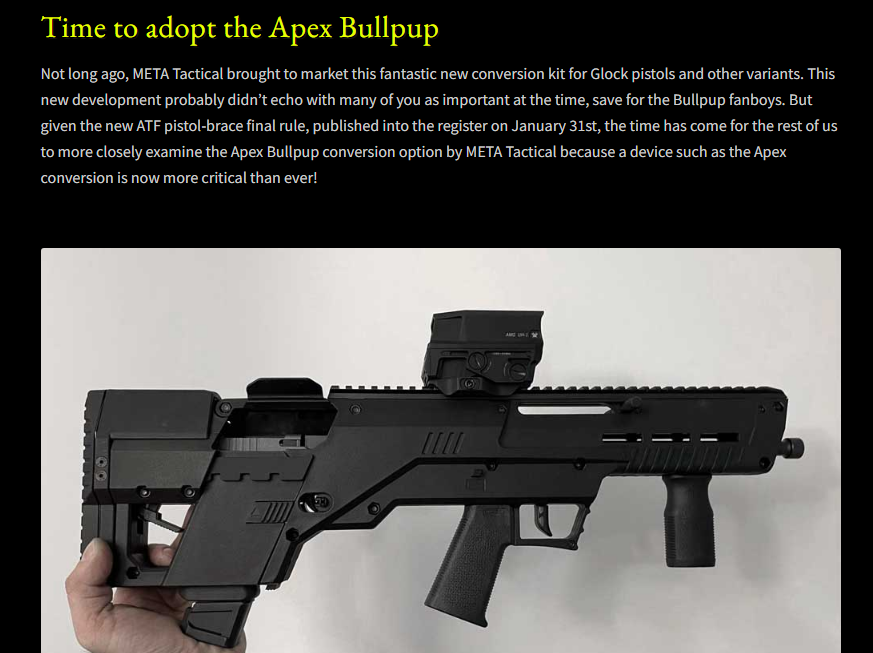 Time to adopt the Apex Bullpup
Not long ago, META Tactical brought to market this fantastic new conversion kit for Glock pistols and other variants. This
new development probably didn’t echo with many of you as important at the time, save for the Bullpup fanboys. But
given the new ATF pistol-brace final rule, published into the register on January 31st, the time has come for the rest of us
to more closely examine the Apex Bullpup conversion option by META Tactical because a device such as the Apex
conversion is now more critical than ever!